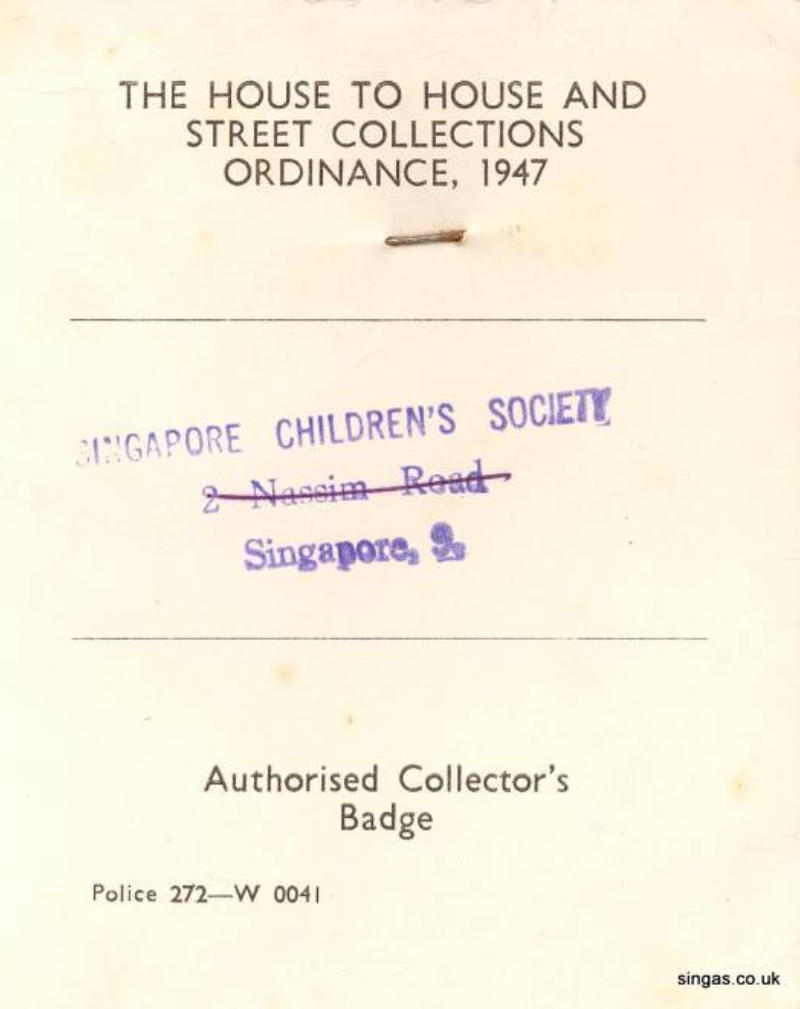 THE HOUSE TO HOUSE AND
STREET COLLECTIONS
ORDINANCE, 1947
SINGAPORE CHILDREN'S SOCIETY
2 Nassim Road
Singapore,
Authorised Collector's
Badge
Police 272—W 0041
singas.co.uk